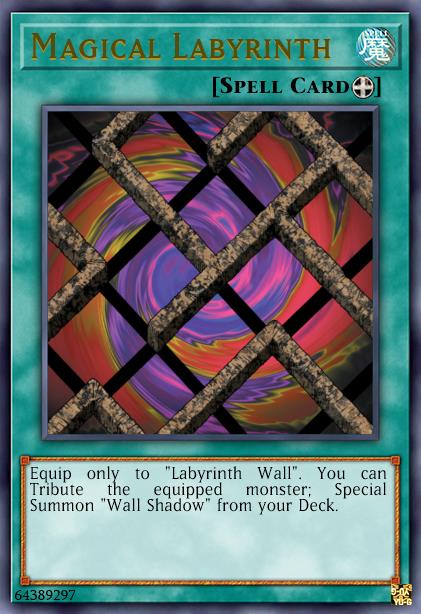 MAGICAL LABYRINTH
魔
[SPELL CARD]
Equip only to "Labyrinth Wall". You can
Tribute the equipped monster; Special
Summon "Wall Shadow" from your Deck.
64389297